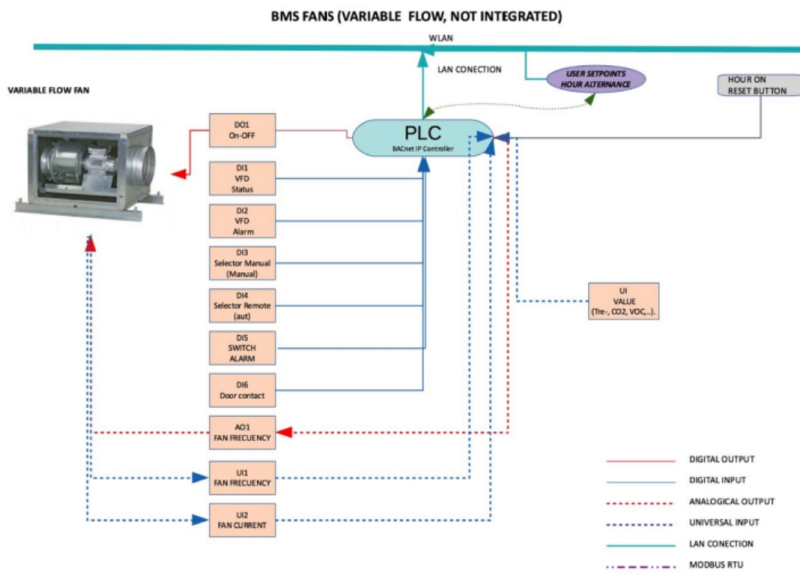 BMS FANS (VARIABLE FLOW, NOT INTEGRATED)
WLAN
LAN CONECTION
USER SETPOINTS
HOUR ALTERNANCE
HOUR ON
RESET BUTTON
VARIABLE FLOW FAN
DO1
On-OFF
PLC
BACnet IP Controller
DI1
VFD
Status
DI2
VFD
Alarm
DI3
Selector Manual
(Manual)
DI4
Selector Remote
(aut)
DI5
SWITCH
ALARM
DI6
Door contact
AO1
FAN FRECUENCY
UI1
FAN FRECUENCY
UI2
FAN CURRENT
UI
VALUE
(Tre-, CO2, VOC,...).
DIGITAL OUTPUT
DIGITAL INPUT
ANALOGICAL OUTPUT
UNIVERSAL INPUT
LAN CONECTION
MODBUS RTU